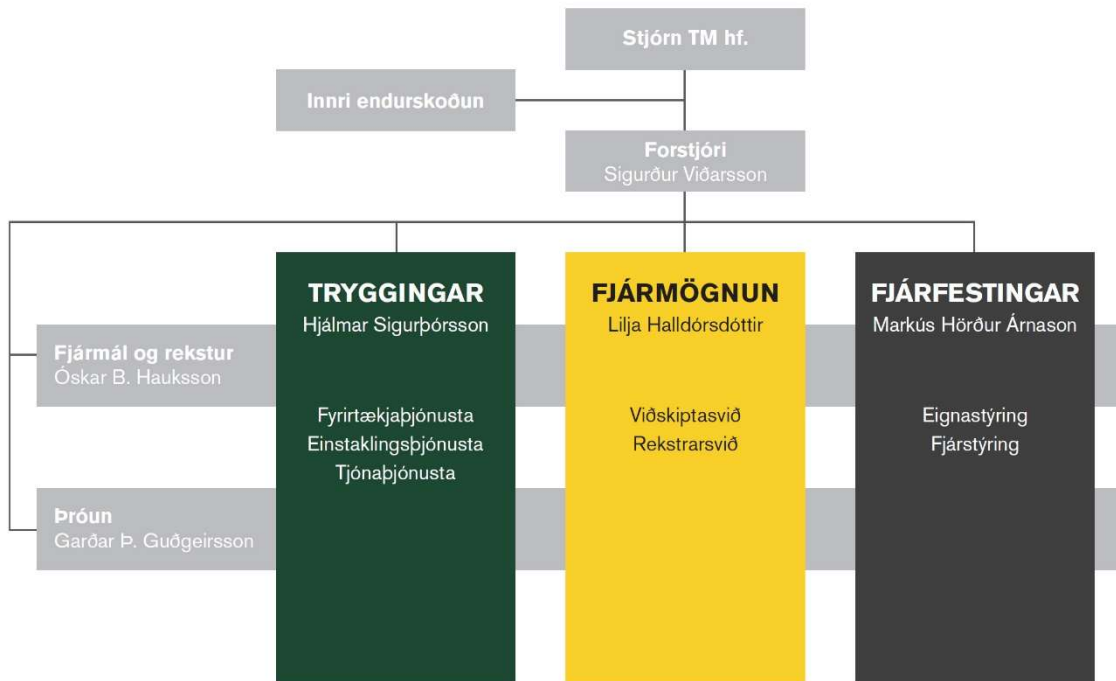 Stjórn TM hf.
Innri endurskoðun
Forstjóri
Sigurður Viðarsson
TRYGGINGAR
Hjálmar Sigurþórsson
Fyrirtækjaþjónusta
Einstaklingsþjónusta
Tjónaþjónusta
FJÁRMÖGNUN
Lilja Halldórsdóttir
Viðskiptasvið
Rekstrarsvið
FJÁRFESTINGAR
Markús Hörður Árnason
Eignastýring
Fjárstýring
Fjármál og rekstur
Óskar B. Hauksson
Þróun
Garðar Þ. Guðgeirsson